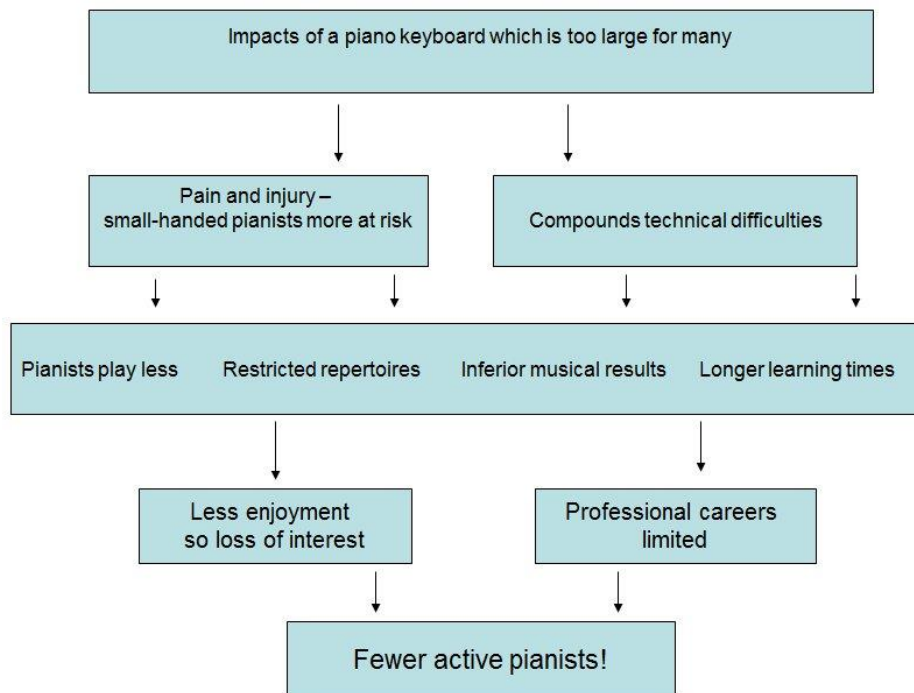 Impacts of a piano keyboard which is too large for many
Pain and injury –
small-handed pianists more at risk
Compounds technical difficulties
Pianists play less
Restricted repertoires
Inferior musical results
Longer learning times
Less enjoyment
so loss of interest
Professional careers
limited
Fewer active pianists!